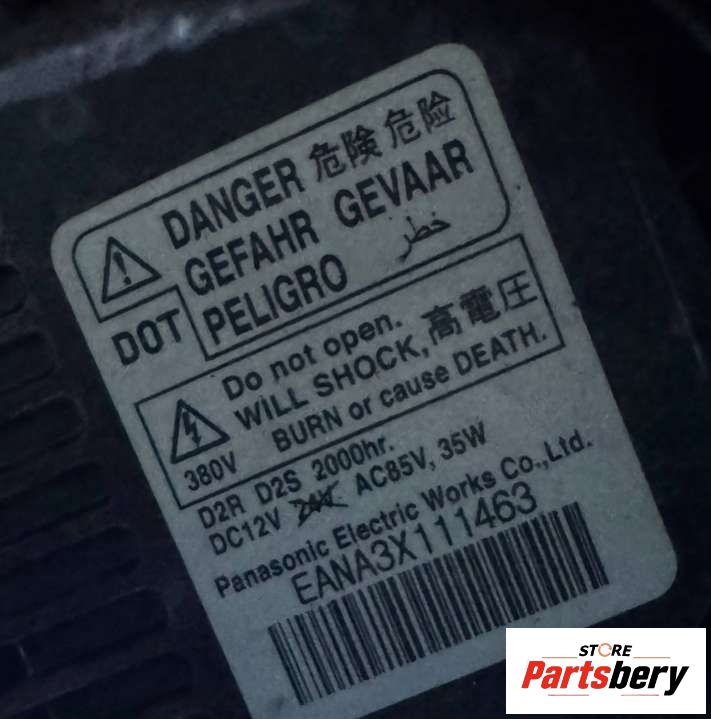 DANGER 危険 危险
GEFAHR GEVAAR
PELIGRO خطر
DOT
Do not open.
WILL SHOCK, 高電圧
BURN or cause DEATH.
380V
D2R D2S 2000hr.
DC12V 24V AC85V, 35W
Panasonic Electric Works Co.,Ltd.
EANA3X111463
STORE
Partsbery